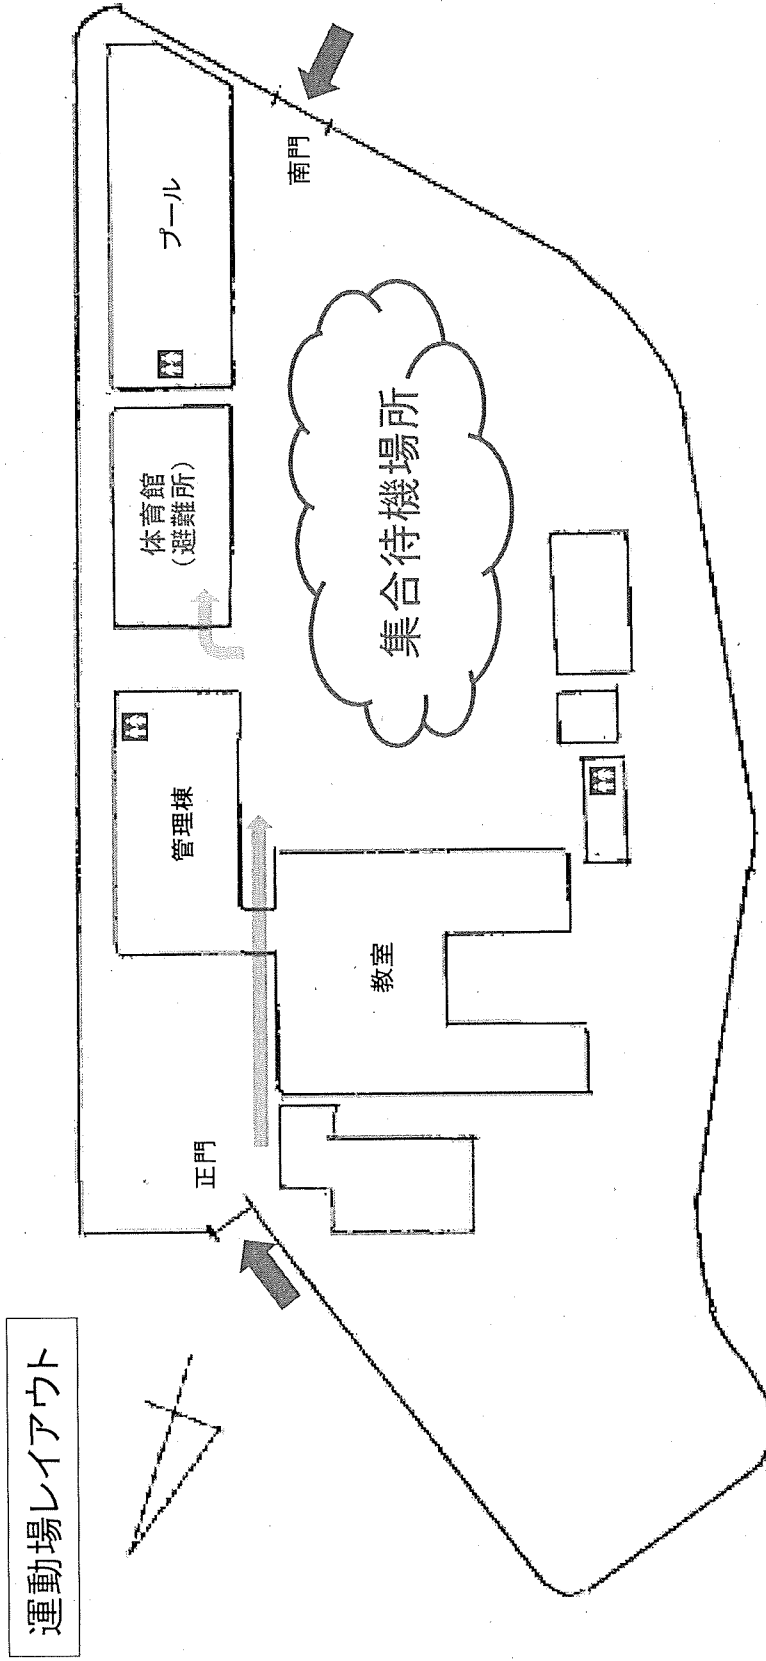 運動場レイアウト
正門
管理棟
体育館
（避難所）
プール
教室
集合待機場所
南門